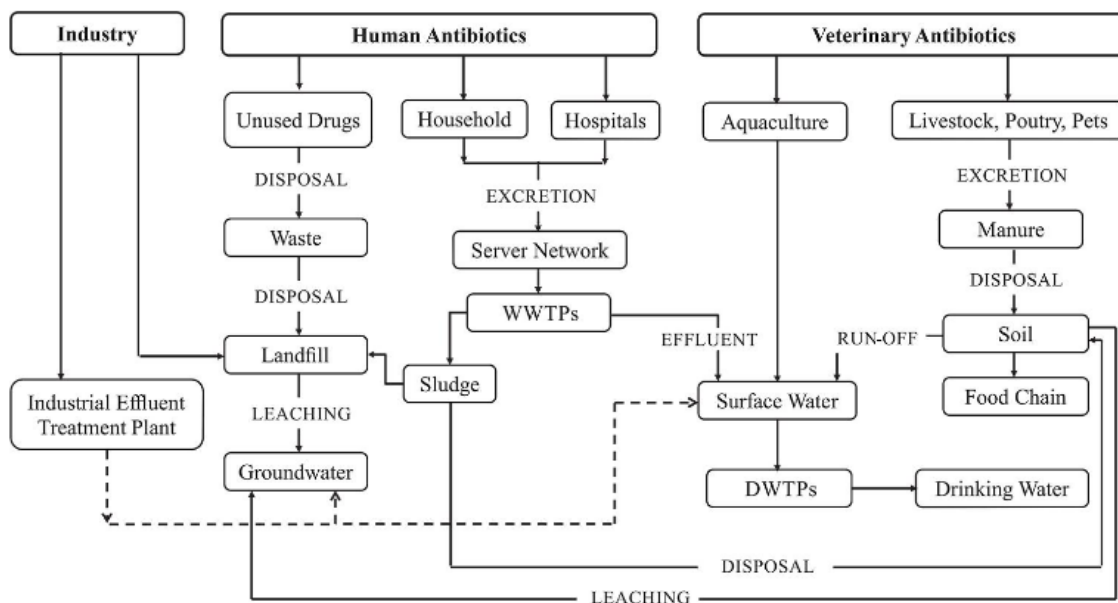 Industry
Human Antibiotics
Veterinary Antibiotics
Unused Drugs
Household
Hospitals
Aquaculture
Livestock, Poutry, Pets
DISPOSAL
EXCRETION
EXCRETION
Waste
Server Network
Manure
DISPOSAL
DISPOSAL
WWTPs
EFFLUENT
RUN-OFF
Soil
Landfill
Sludge
Industrial Effluent
Treatment Plant
LEACHING
Surface Water
Food Chain
Groundwater
DWTPs
Drinking Water
DISPOSAL
LEACHING